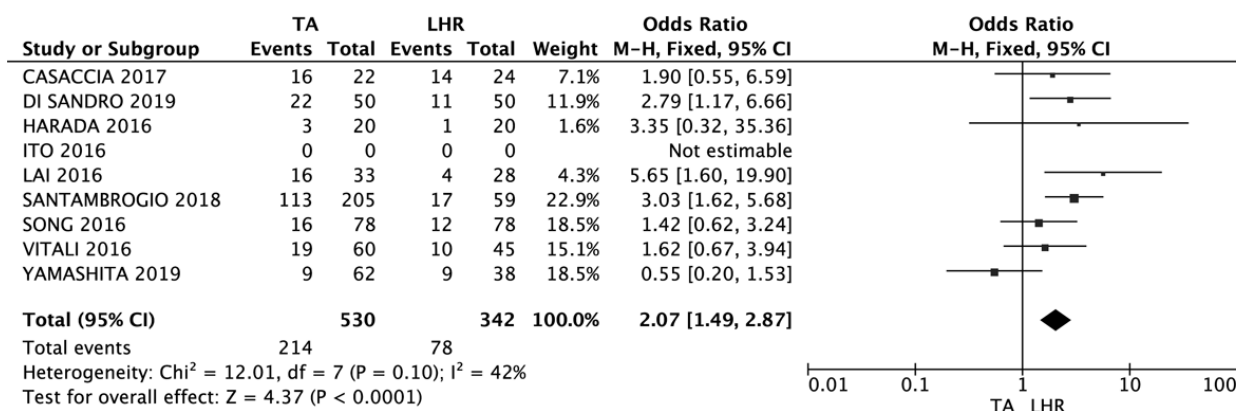 TA LHR Odds Ratio Odds Ratio
Study or Subgroup Events Total Events Total Weight M-H, Fixed, 95% CI M-H, Fixed, 95% CI
CASACCIA 2017 16 22 14 24 7.1% 1.90 [0.55, 6.59]
DI SANDRO 2019 22 50 11 50 11.9% 2.79 [1.17, 6.66]
HARADA 2016 3 20 1 20 1.6% 3.35 [0.32, 35.36]
ITO 2016 0 0 0 0 Not estimable
LAI 2016 16 33 4 28 4.3% 5.65 [1.60, 19.90]
SANTAMBROGIO 2018 113 205 17 59 22.9% 3.03 [1.62, 5.68]
SONG 2016 16 78 12 78 18.5% 1.42 [0.62, 3.24]
VITALI 2016 19 60 10 45 15.1% 1.62 [0.67, 3.94]
YAMASHITA 2019 9 62 9 38 18.5% 0.55 [0.20, 1.53]
Total (95% CI) 530 342 100.0% 2.07 [1.49, 2.87]
Total events 214 78
Heterogeneity: Chi² = 12.01, df = 7 (P = 0.10); I² = 42%
Test for overall effect: Z = 4.37 (P < 0.0001)
0.01 0.1 1 10 100
TA LHR